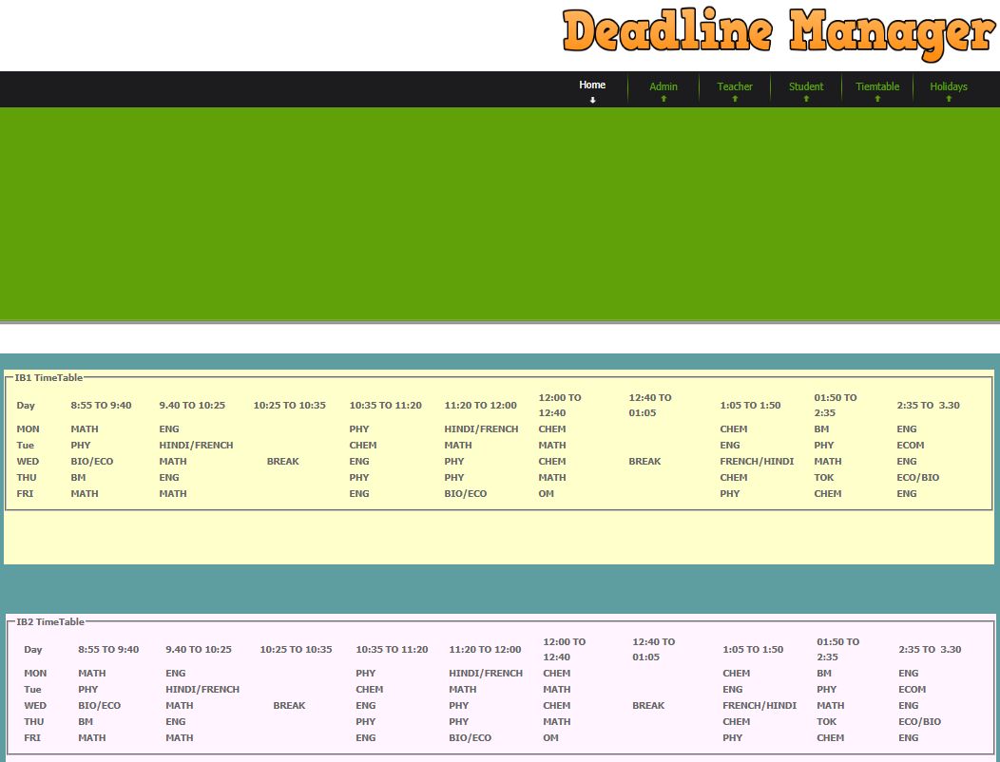 Deadline Manager
Home Admin Teacher Student Tiemtable Holidays
IB1 TimeTable
Day 8:55 TO 9:40 9.40 TO 10:25 10:25 TO 10:35 10:35 TO 11:20 11:20 TO 12:00 12:00 TO 12:40 12:40 TO 01:05 1:05 TO 1:50 01:50 TO 2:35 2:35 TO 3.30
MON MATH ENG PHY HINDI/FRENCH CHEM CHEM BM ENG
Tue PHY HINDI/FRENCH CHEM MATH MATH ENG PHY ECOM
WED BIO/ECO MATH BREAK ENG PHY CHEM BREAK FRENCH/HINDI MATH ENG
THU BM ENG PHY PHY MATH CHEM TOK ECO/BIO
FRI MATH MATH ENG BIO/ECO OM PHY CHEM ENG
IB2 TimeTable
Day 8:55 TO 9:40 9.40 TO 10:25 10:25 TO 10:35 10:35 TO 11:20 11:20 TO 12:00 12:00 TO 12:40 12:40 TO 01:05 1:05 TO 1:50 01:50 TO 2:35 2:35 TO 3.30
MON MATH ENG PHY HINDI/FRENCH CHEM CHEM BM ENG
Tue PHY HINDI/FRENCH CHEM MATH MATH ENG PHY ECOM
WED BIO/ECO MATH BREAK ENG PHY CHEM BREAK FRENCH/HINDI MATH ENG
THU BM ENG PHY PHY MATH CHEM TOK ECO/BIO
FRI MATH MATH ENG BIO/ECO OM PHY CHEM ENG